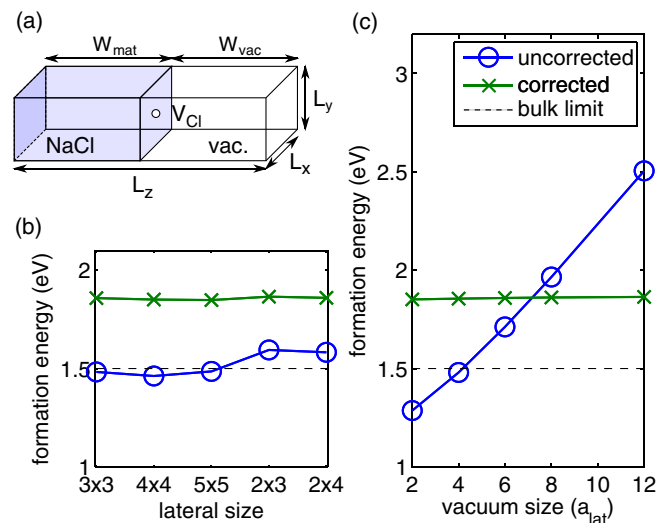 (a)
W_mat
W_vac
V_Cl
L_y
NaCl
vac.
L_x
L_z
(b)
formation energy (eV)
2
1.5
1
3x3 4x4 5x5 2x3 2x4
lateral size
(c)
uncorrected
corrected
bulk limit
formation energy (eV)
3
2.5
2
1.5
1
2 4 6 8 10 12
vacuum size (a_lat)